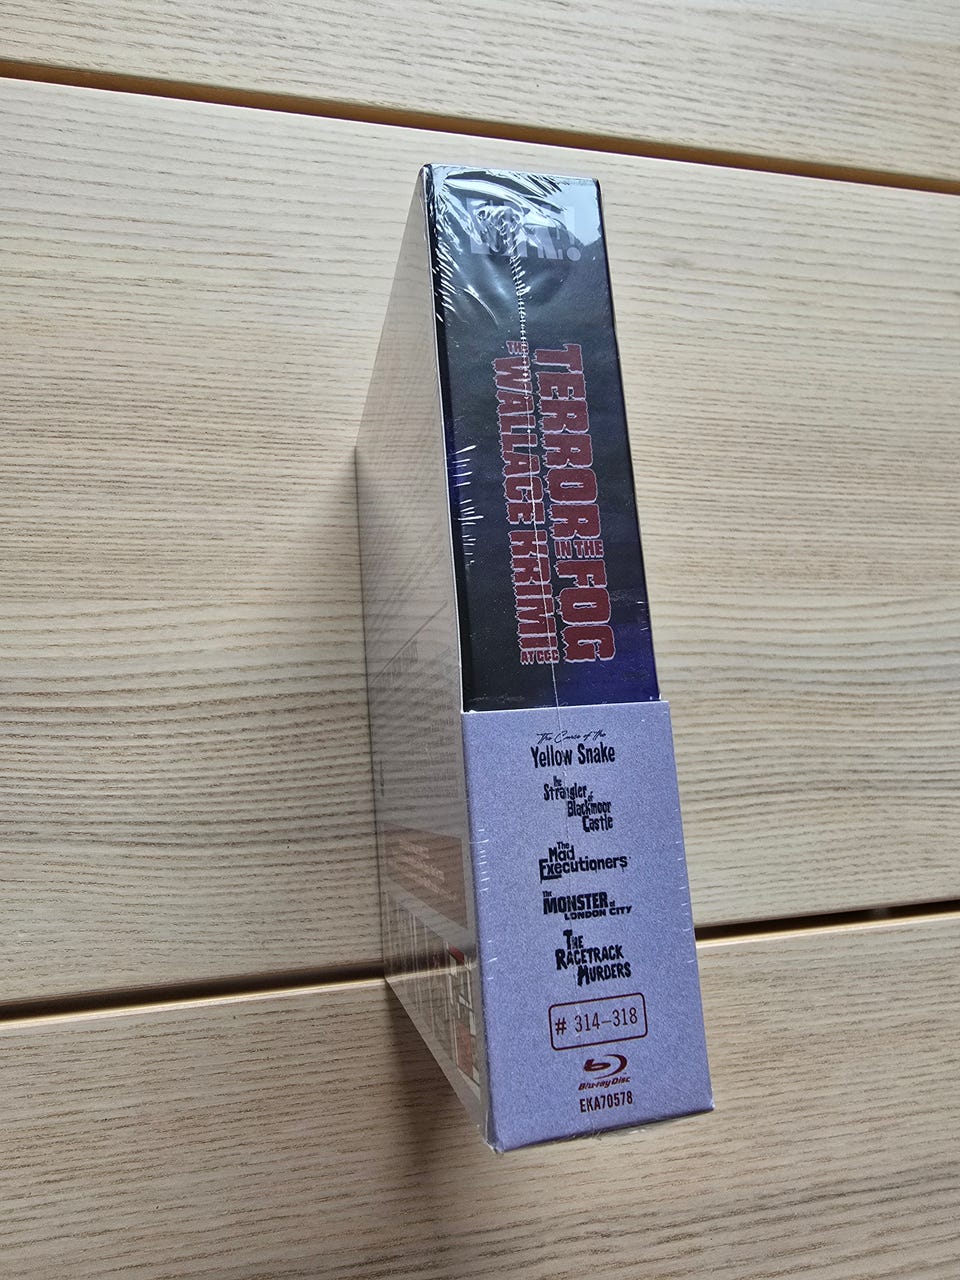 TERROR
IN THE
FOG
THE
WALLACE KRIMI
AT CCC
The Curse of the
Yellow Snake
The
Strangler of
Blackmoor
Castle
The
Mad
Executioners
The
MONSTER of
LONDON CITY
THE
RACETRACK
MURDERS
# 314–318
Blu-ray Disc
EKA70578